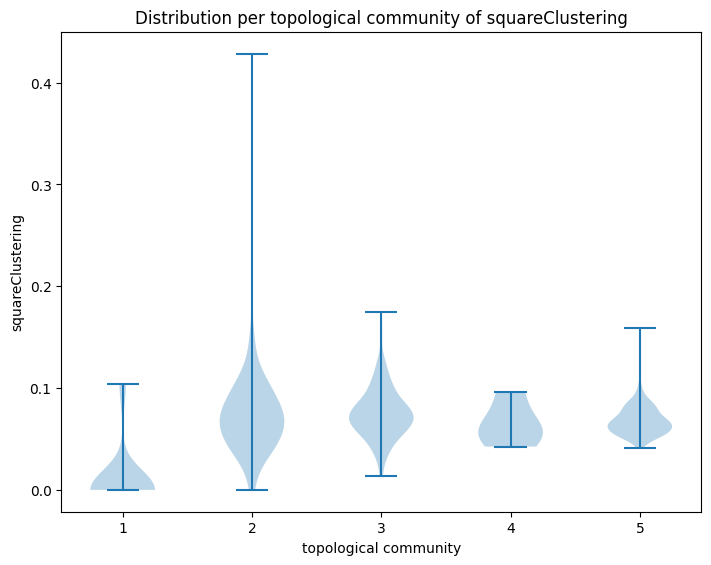 Distribution per topological community of squareClustering
squareClustering
0.4
0.3
0.2
0.1
0.0
1 2 3 4 5
topological community